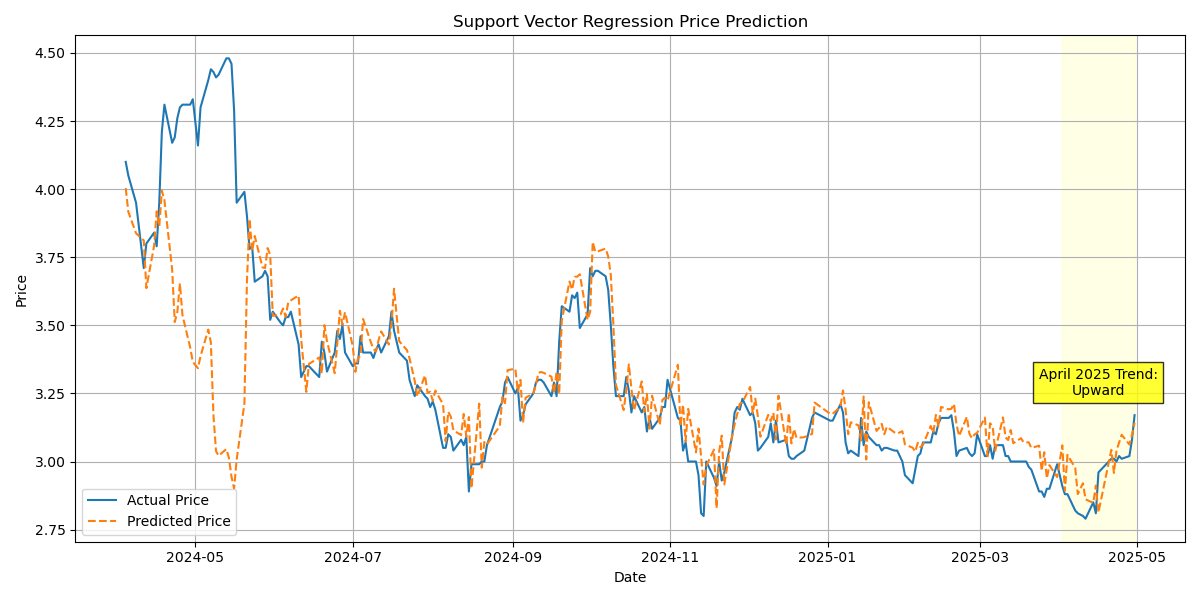 Support Vector Regression Price Prediction
Price
4.50
4.25
4.00
3.75
3.50
3.25
3.00
2.75
April 2025 Trend:
Upward
Actual Price
Predicted Price
2024-05
2024-07
2024-09
2024-11
2025-01
2025-03
2025-05
Date